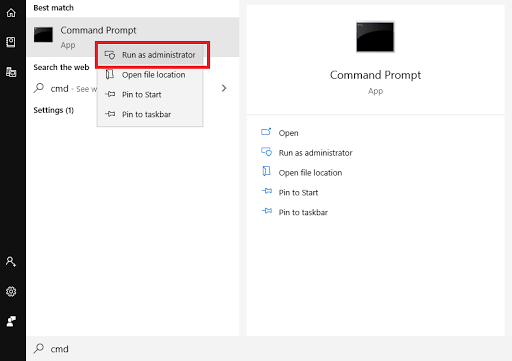 Best match
Command Prompt
App
Run as administrator
Search the web
Open file location
cmd - See w
Pin to Start
Settings (1)
Pin to taskbar
Command Prompt
App
Open
Run as administrator
Open file location
Pin to Start
Pin to taskbar
cmd